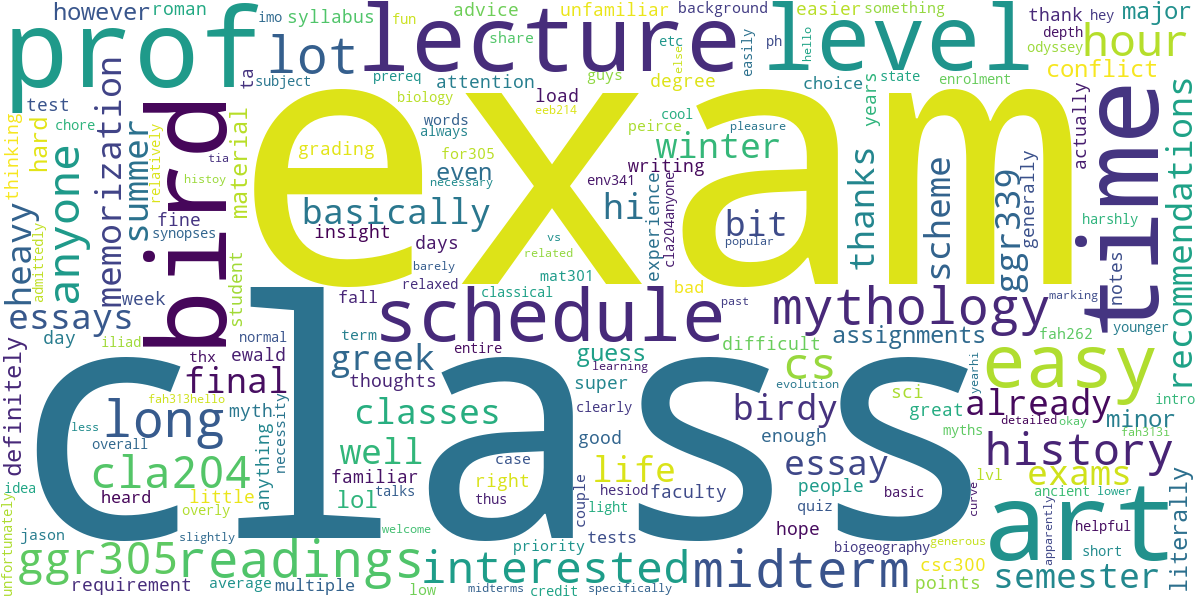 however
roman
imo
syllabus
fun
advice
share
unfamiliar
background
easier
something
thank
hey
major
prof
lot
lecture
etc
ph
easily
hello
level
depth
odyssey
hour
test
chore
memorization
subject
ta
prereq
attention
guys
else
degree
choice
state
enrolment
conflict
thinking
hard
summer
bird
relatively
tia
histoy
material
biology
words
always
load
eeb214
cool
peirce
pleasure
years
actually
time
recommendations
exam
grading
for305
even
necessary
writing
env341
winter
experience
cla204anyone
thanks
scheme
ggr339
generally
harshly
anyone
heavy
fine
synopses
admittedly
student
basically
insight
days
hi
vs
related
bit
popular
barely
relaxed
mat301
classical
bad
past
notes
marking
essays
week
day
iliad
normal
fall
schedule
mythology
younger
definitely
thx
ewald
term
greek
entire
guess
learning
difficult
assignments
fah262
final
thoughts
super
evolution
cs
yearhi
easy
intro
class
fah313hello
less
long
myth
overall
necessity
anything
classes
clearly
good
birdy
enough
sci
great
already
myths
detailed
okay
minor
fah313i
idea
cla204
heard
little
overly
well
familiar
lol
talks
case
right
thus
couple
life
hesiod
light
faculty
essay
people
quiz
basic
lvl
curve
history
exams
ancient
lower
literally
unfortunately
jason
slightly
welcome
tests
priority
hope
biogeography
generous
art
apparently
helpful
short
ggr305
readings
interested
midterm
csc300
points
semester
requirement
average
multiple
low
midterms
credit
specifically